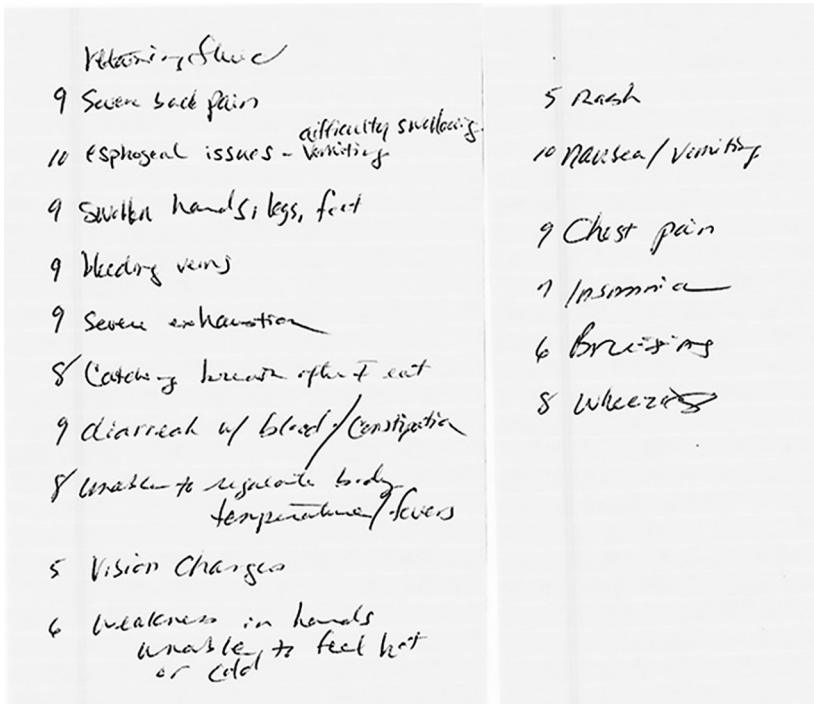 Retaining fluid
9 Severe back pain
difficulty swallowing
10 esphogeal issues - vomiting
9 Swollen hands, legs, feet
9 bleeding veins
9 Severe exhaustion
8 Catching breath after I eat
9 diarreah w/ blood/constipation
8 unable to regulate body
temperature/fevers
5 Vision Changes
6 weakness in hands
unable to feel hot
or cold
5 Rash
10 Nausea/Vomiting
9 Chest pain
7 Insomnia
6 Bruising
8 Wheezing